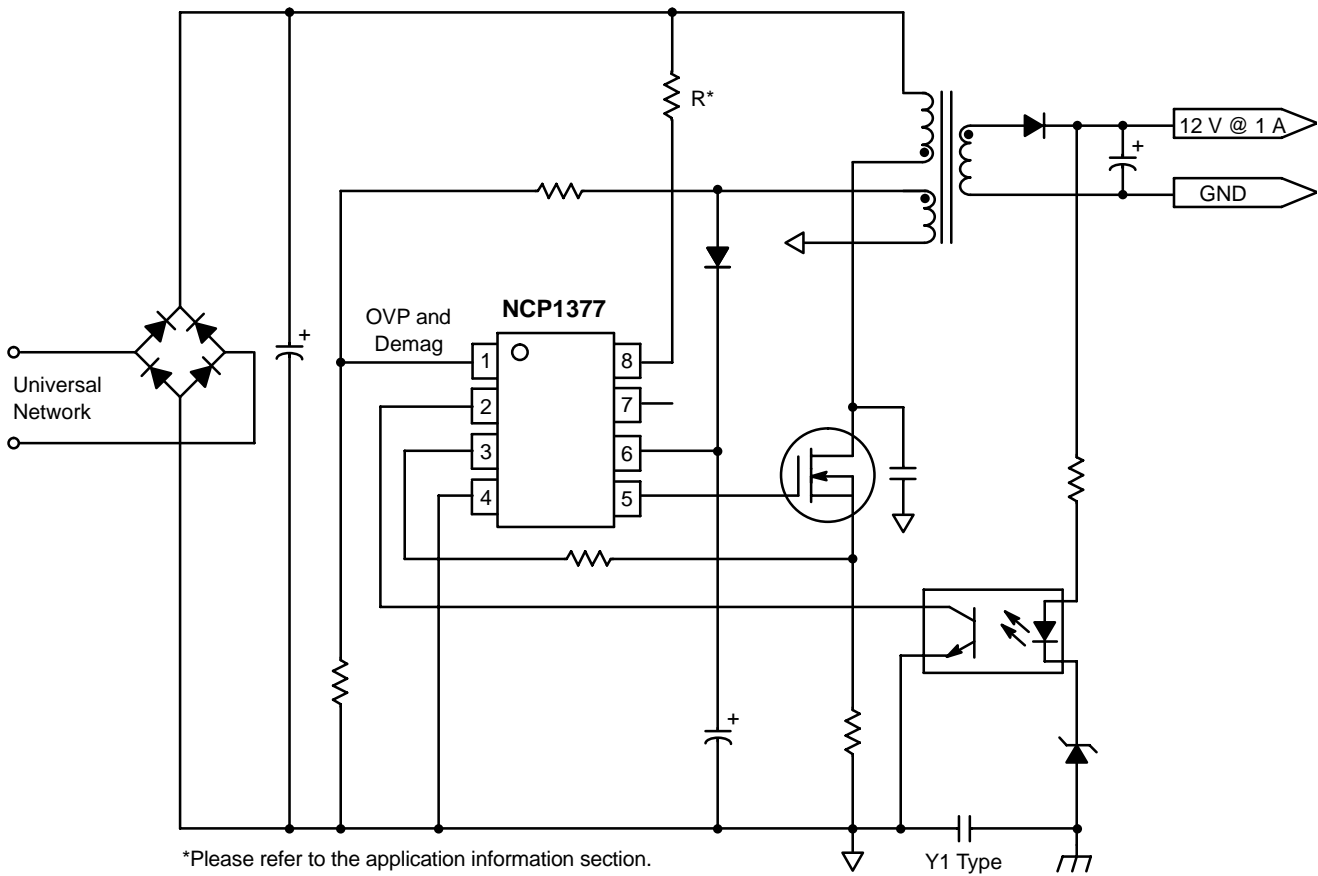 R*
+
12 V @ 1 A
GND
NCP1377
OVP and
Demag
1
8
2
7
3
6
4
5
+
Universal
Network
+
*Please refer to the application information section.
Y1 Type